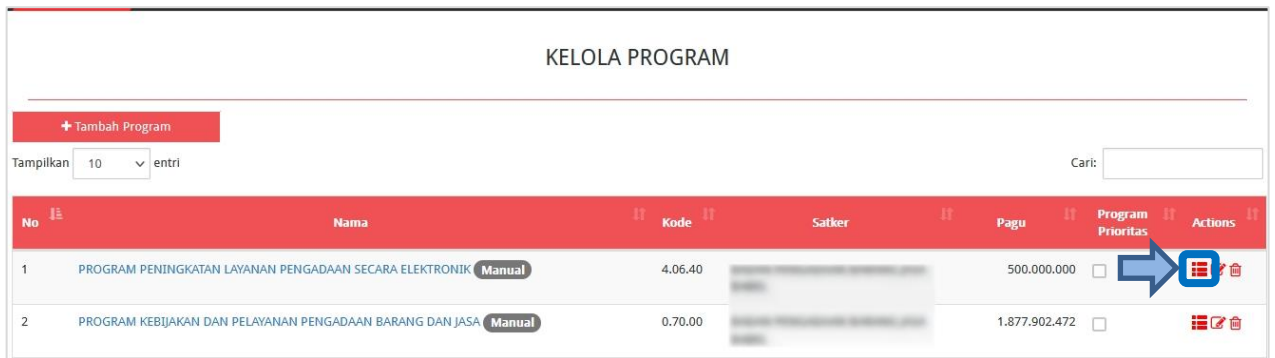 KELOLA PROGRAM
+ Tambah Program
Tampilkan 10 entri Cari:
No Nama Kode Satker Pagu Program Prioritas Actions
1 PROGRAM PENINGKATAN LAYANAN PENGADAAN SECARA ELEKTRONIK Manual 4.06.40 500.000.000
2 PROGRAM KEBIJAKAN DAN PELAYANAN PENGADAAN BARANG DAN JASA Manual 0.70.00 1.877.902.472